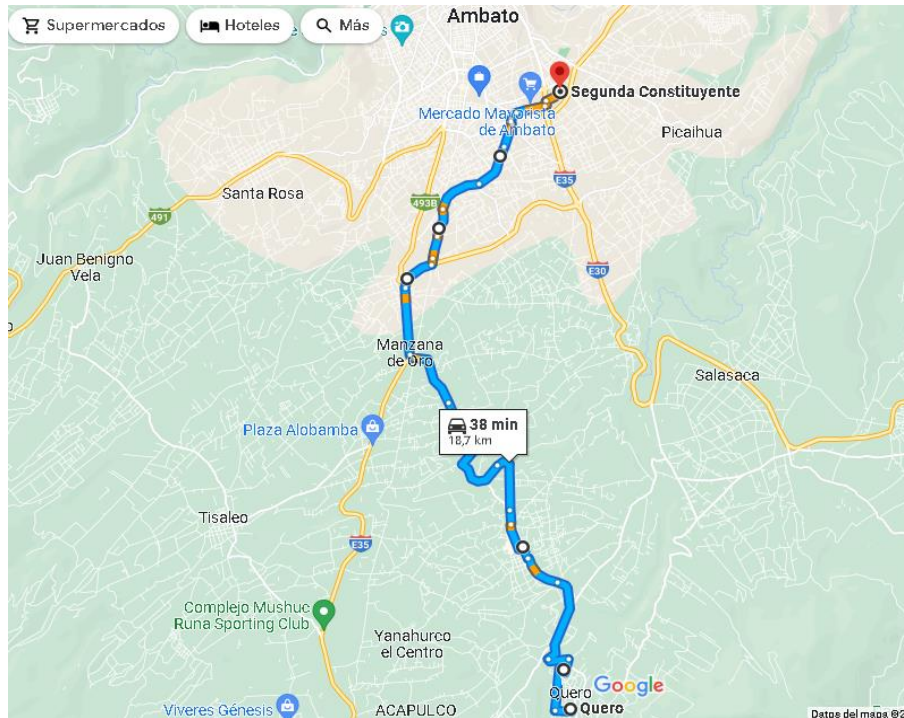 Supermercados
Hoteles
Más
Ambato
Segunda Constituyente
Mercado Mayorista
de Ambato
Picaihua
E35
Santa Rosa
493B
491
Juan Benigno
Vela
E30
Manzana
de Oro
Salasaca
38 min
18,7 km
Plaza Alobamba
Tisaleo
E35
Complejo Mushuc
Runa Sporting Club
Yanahurco
el Centro
Quero
Google
Quero
Viveres Génesis
ACAPULCO
Datos del mapa ©2